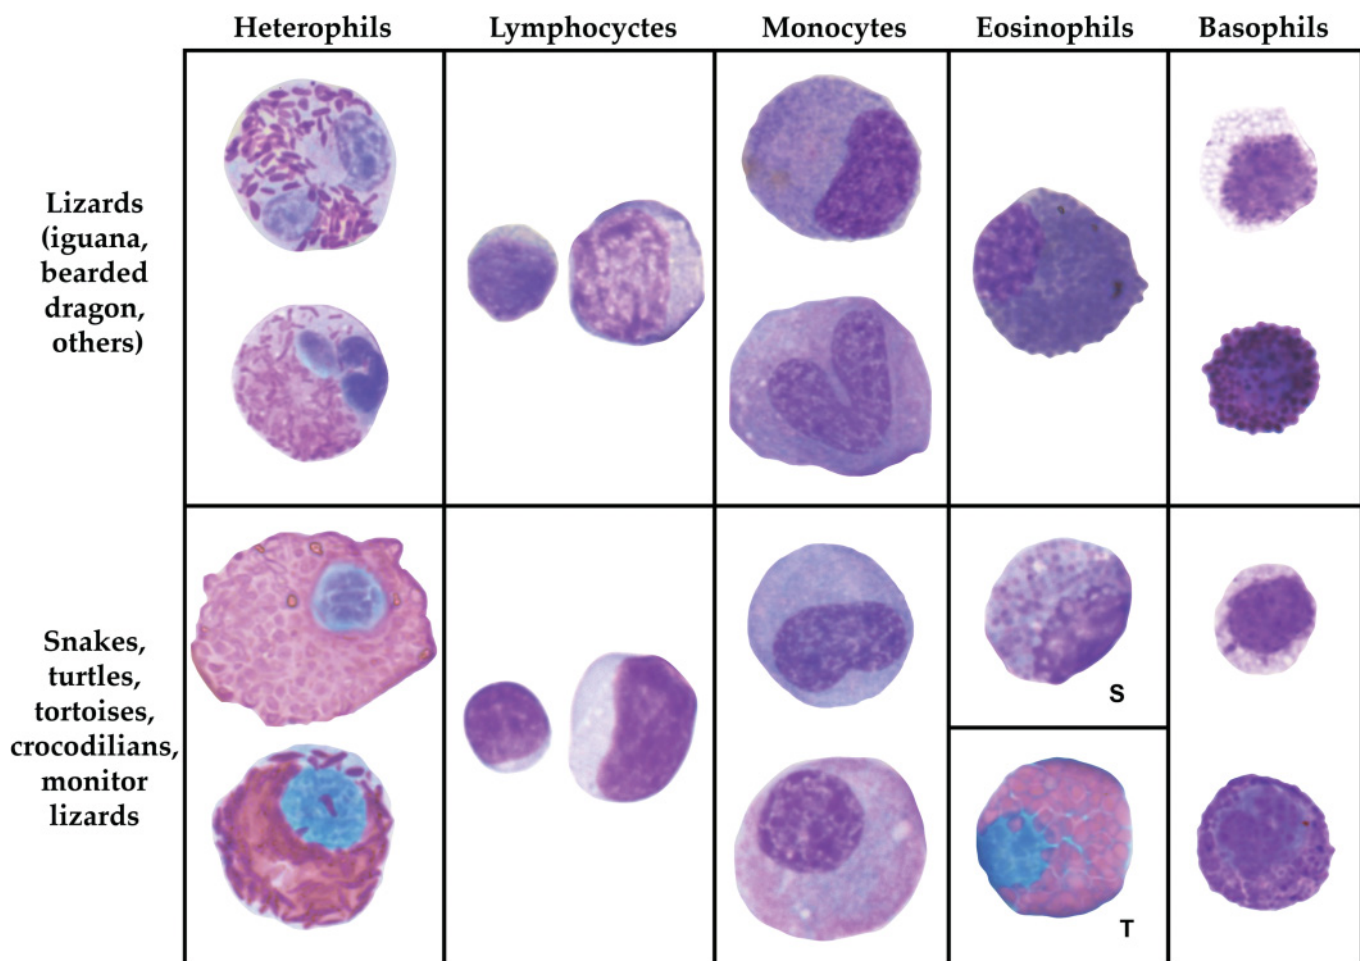 Heterophils Lymphocyctes Monocytes Eosinophils Basophils
Lizards
(iguana,
bearded
dragon,
others)
Snakes,
turtles,
tortoises,
crocodilians,
monitor
lizards
S
T